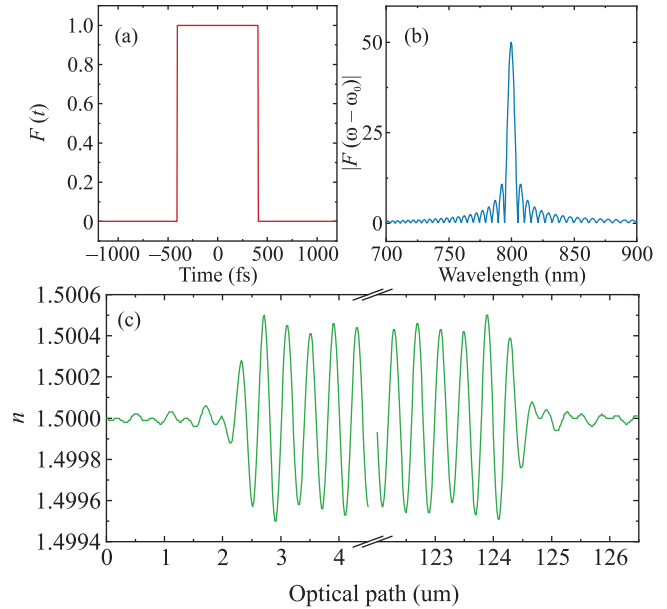 (a)
F (t)
1.0
0.8
0.6
0.4
0.2
0
−1000 −500 0 500 1000
Time (fs)
(b)
|F (ω − ω0)|
50
25
0
700 750 800 850 900
Wavelength (nm)
(c)
n
1.5006
1.5004
1.5002
1.5000
1.4998
1.4996
1.4994
0 1 2 3 4 123 124 125 126
Optical path (um)